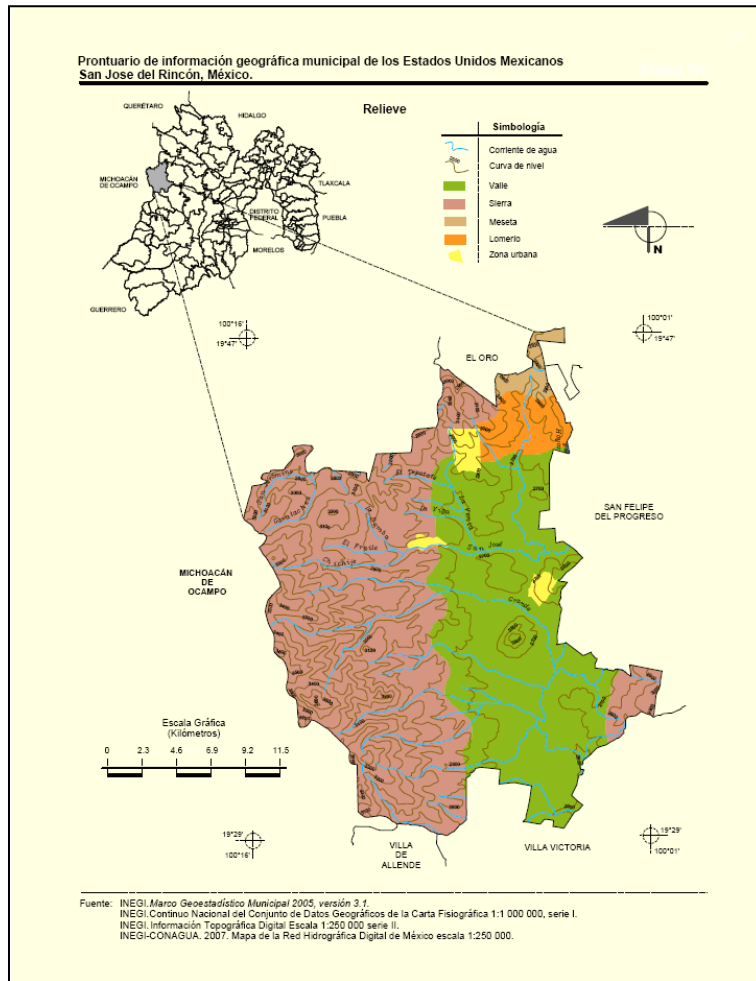 Prontuario de información geográfica municipal de los Estados Unidos Mexicanos
San Jose del Rincón, México.
Relieve
QUERÉTARO
HIDALGO
MICHOACÁN
DE OCAMPO
TLAXCALA
DISTRITO
FEDERAL
PUEBLA
MORELOS
GUERRERO
Simbología
Corriente de agua
Curva de nivel
Valle
Sierra
Meseta
Lomerío
Zona urbana
N
100°16'
19°47'
100°01'
19°47'
EL ORO
SAN FELIPE
DEL PROGRESO
MICHOACÁN
DE
OCAMPO
El Fraile
San José
Grande
Escala Gráfica
(Kilómetros)
0 2.3 4.6 6.9 9.2 11.5
19°29'
100°16'
VILLA
DE
ALLENDE
VILLA VICTORIA
19°29'
100°01'
Fuente: INEGI. Marco Geoestadístico Municipal 2005, versión 3.1.
INEGI. Continuo Nacional del Conjunto de Datos Geográficos de la Carta Fisiográfica 1:1 000 000, serie I.
INEGI. Información Topográfica Digital Escala 1:250 000 serie II.
INEGI-CONAGUA. 2007. Mapa de la Red Hidrográfica Digital de México escala 1:250 000.